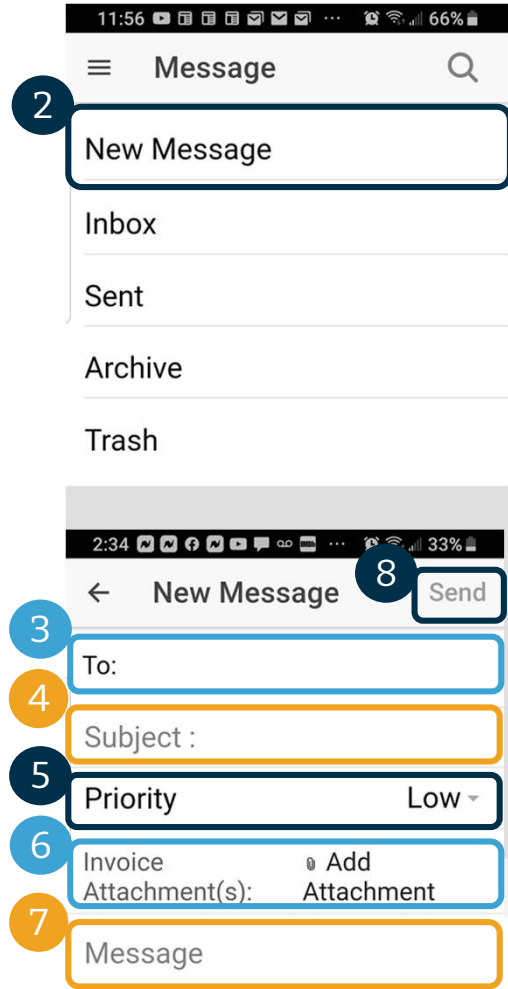 11:56 66%
Message
2
New Message
Inbox
Sent
Archive
Trash
2:34 33%
8
New Message Send
3
To:
4
Subject :
5
Priority Low
6
Invoice Add
Attachment(s): Attachment
7
Message